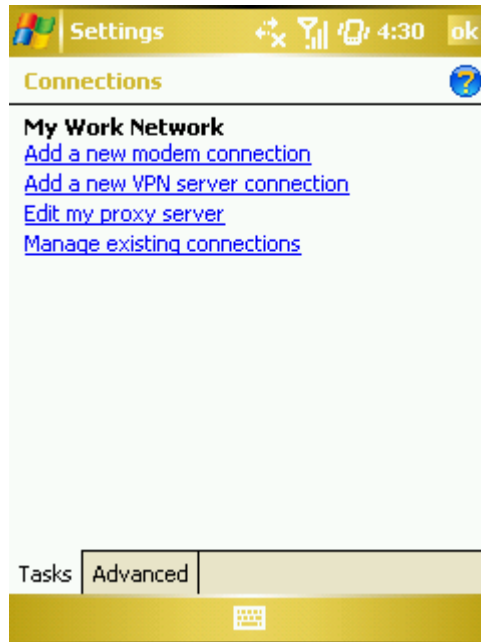 Settings 4:30 ok
Connections ?
My Work Network
Add a new modem connection
Add a new VPN server connection
Edit my proxy server
Manage existing connections
Tasks Advanced